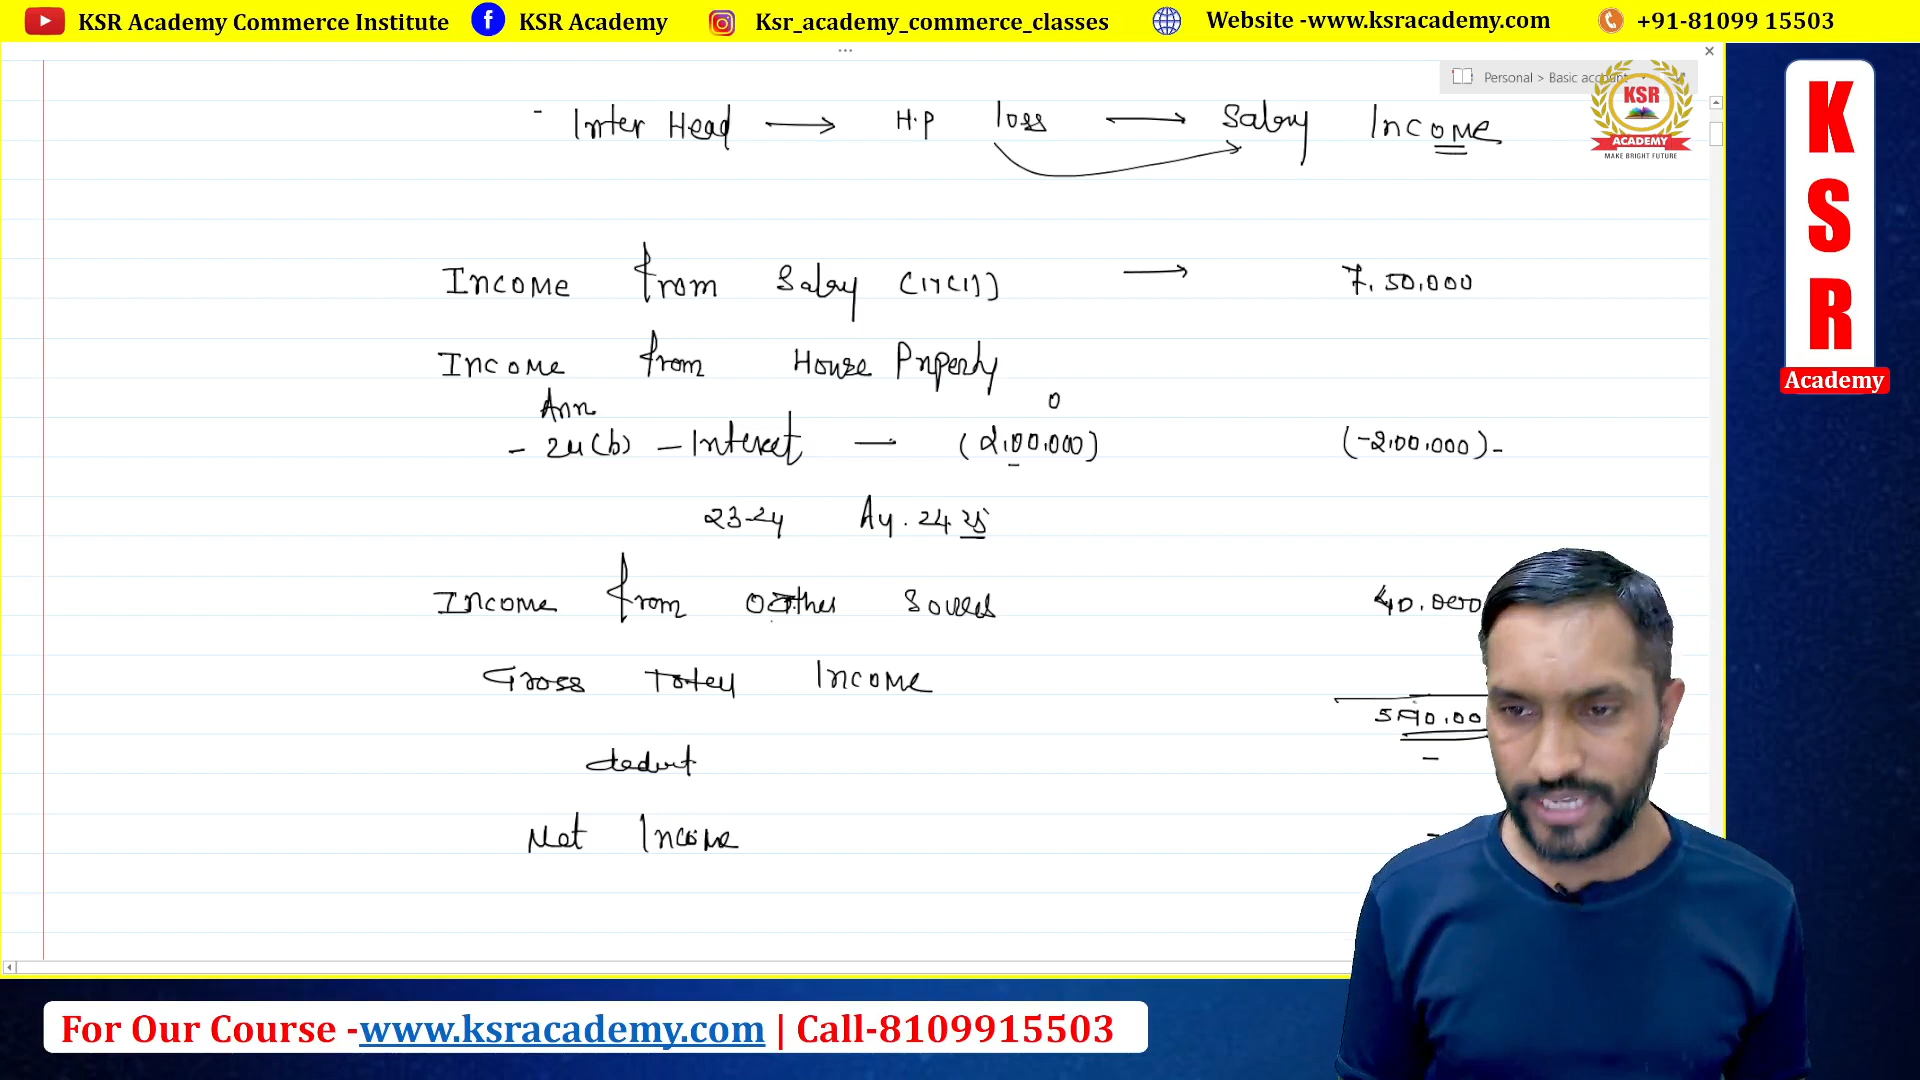 KSR Academy Commerce Institute KSR Academy Ksr_academy_commerce_classes Website -www.ksracademy.com +91-81099 15503
Personal > Basic account
KSR
ACADEMY
MAKE BRIGHT FUTURE
K
S
R
Academy
- Inter Head → H.P loss → Salary Income
Income from Salary (17(1)) → 7,50,000
Income from House Property
Ann 0
- 24(b) - Interest - (2,00,000) (-2,00,000) -
23-24 Ay. 24.25
Income from Other Sources 40,000
Gross Total Income
590,00
deduct -
Net Income
For Our Course -www.ksracademy.com | Call-8109915503